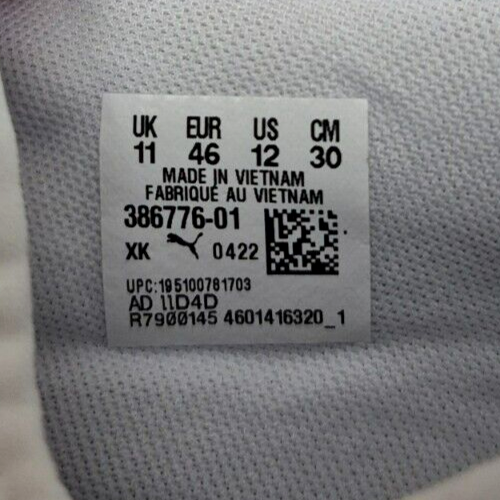 UK EUR US CM
11 46 12 30
MADE IN VIETNAM
FABRIQUÉ AU VIETNAM
386776-01
XK 0422
UPC:195100781703
AD 11D4D
R7900145 4601416320_1